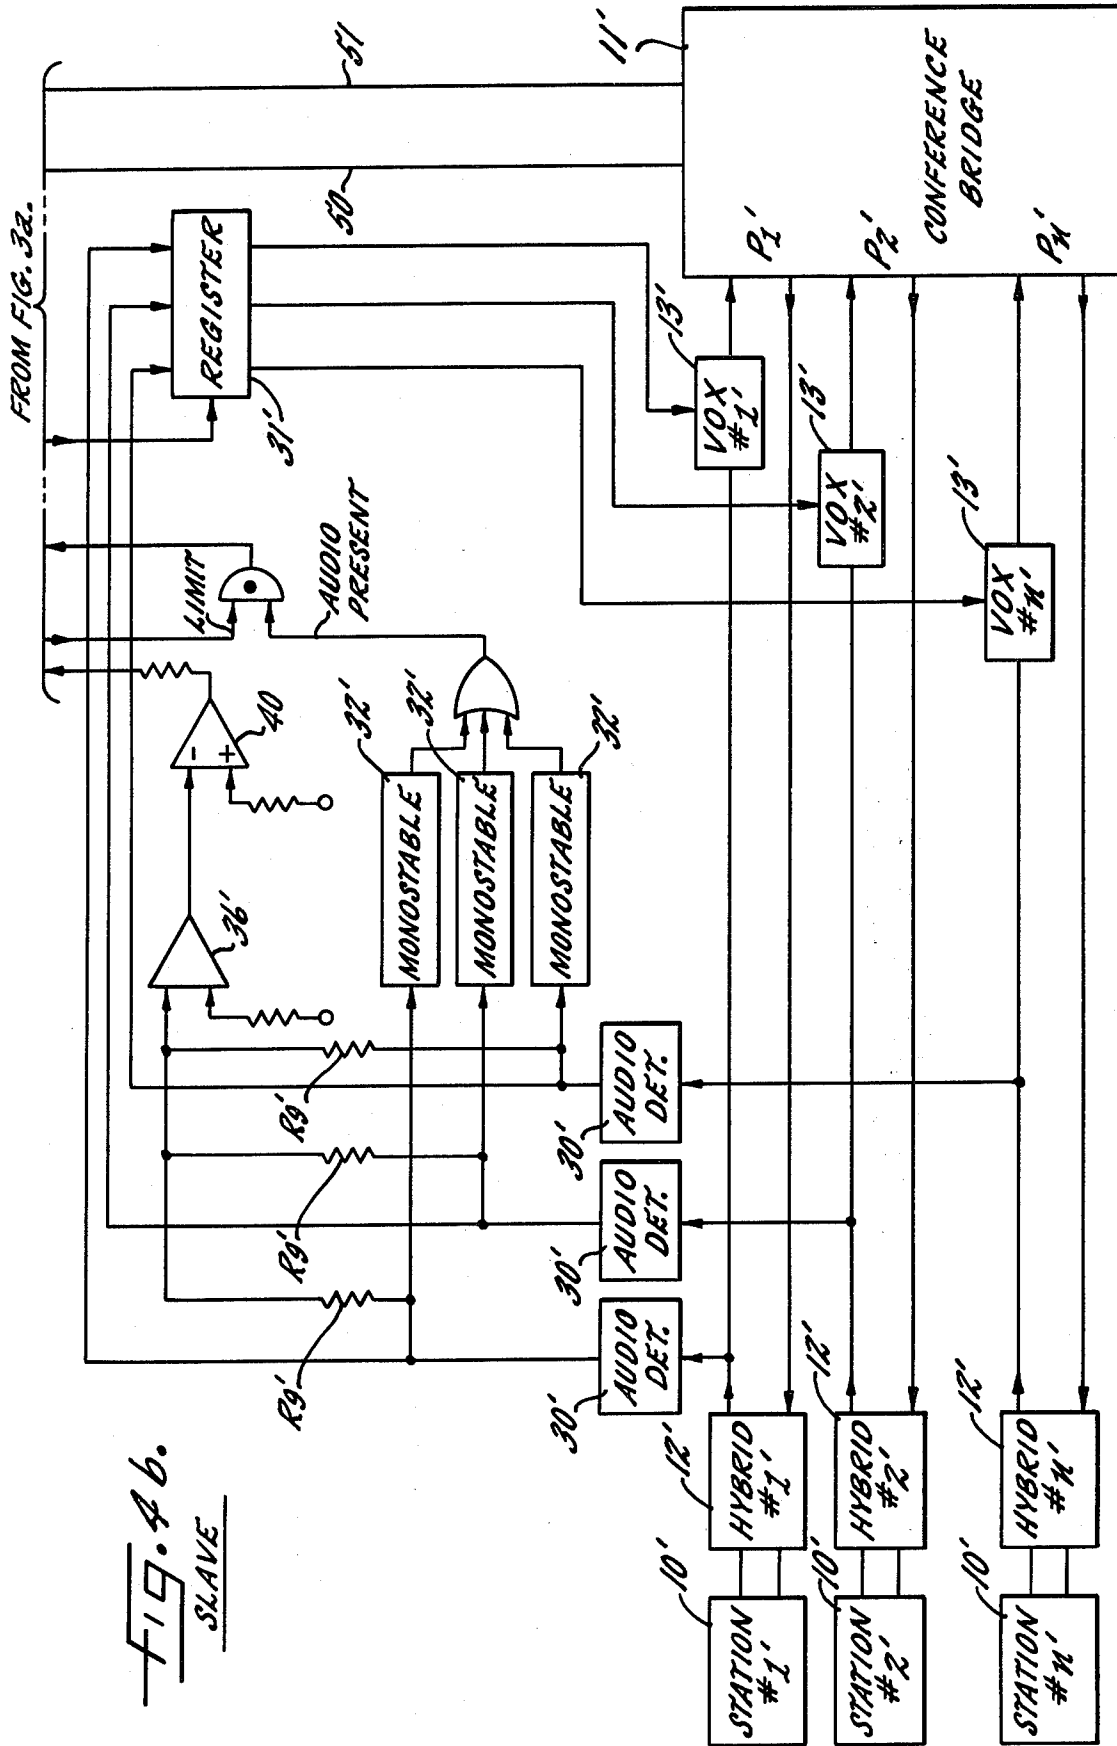 Fig. 4b.
SLAVE
FROM FIG. 3a.
51
50
11'
CONFERENCE
BRIDGE
P1'
P2'
Pn'
REGISTER
31'
LIMIT
AUDIO
PRESENT
40
-
+
36'
32'
32'
32'
MONOSTABLE
MONOSTABLE
MONOSTABLE
R9'
R9'
R9'
30'
AUDIO
DET.
30'
AUDIO
DET.
30'
AUDIO
DET.
13'
VOX
#1'
13'
VOX
#2'
13'
VOX
#n'
12'
HYBRID
#1'
12'
HYBRID
#2'
12'
HYBRID
#n'
10'
STATION
#1'
10'
STATION
#2'
10'
STATION
#n'